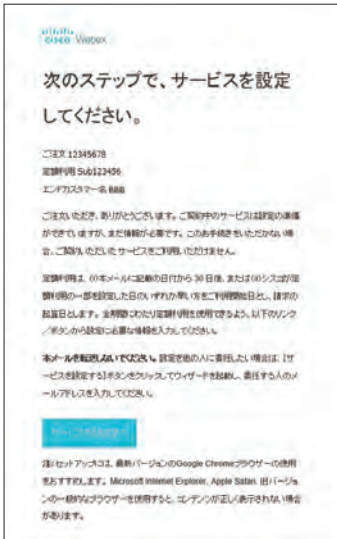 cisco Webex
次のステップで、サービスを設定
してください。
ご注文 12345678
定額利用 Sub123456
エンドカスタマー名 BBB
ご注文いただき、ありがとうございます。ご契約中のサービスは設定の準備
ができていますが、まだ情報が必要です。このお手続きをいただかない場
合、ご契約いただいたサービスをご利用いただけません。
定額利用は、(i)本メールに記載の日付から 30 日後、または(ii)シスコが定
額利用の一部を設定した日のいずれか早い方をご利用開始日とし、請求の
起算日とします。全期間にわたり定額利用を使用できるよう、以下のリンク
／ボタンから設定に必要な情報を入力してください。
本メールを転送しないでください。設定を他の人に委任したい場合は、[サ
ービスを設定する]ボタンをクリックしてウィザードを起動し、委任する人のメ
ールアドレスを入力してください。
注:セットアップには、最新バージョンのGoogle Chromeブラウザーの使用
をおすすめします。Microsoft Internet Explorer、Apple Safari、旧バージョ
ンの一般的なブラウザーを使用すると、コンテンツが正しく表示されない場合
があります。